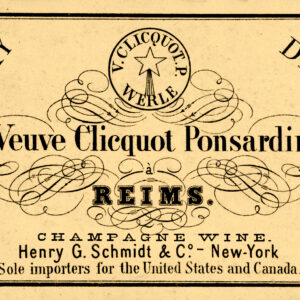 V. CLICQUOT. P.
WERLE
Veuve Clicquot Ponsardin
à
REIMS.
CHAMPAGNE WINE.
Henry G. Schmidt & Co. - New-York
Sole importers for the United States and Canada